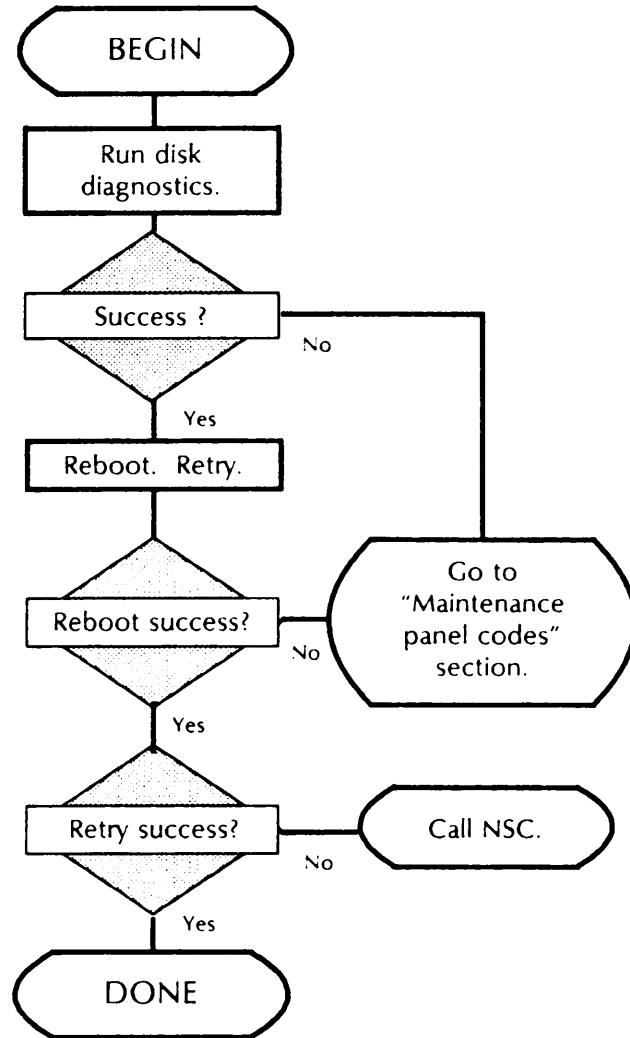 BEGIN
Run disk
diagnostics.
Success ?
No
Yes
Reboot. Retry.
Go to
"Maintenance
panel codes"
section.
Reboot success?
No
Yes
Retry success?
No
Call NSC.
Yes
DONE